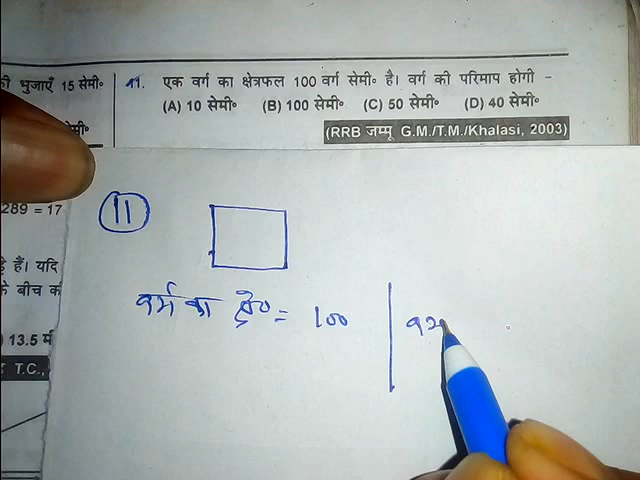 की भुजाएँ 15 सेमी॰
11. एक वर्ग का क्षेत्रफल 100 वर्ग सेमी॰ है। वर्ग की परिमाप होगी -
(A) 10 सेमी॰ (B) 100 सेमी॰ (C) 50 सेमी॰ (D) 40 सेमी॰
सेमी॰
(RRB जम्मू G.M./T.M./Khalasi, 2003)
289 = 17
11
हैं। यदि
के बीच की
वर्ग का क्षे॰ = 100
13.5 मी
T.C.,